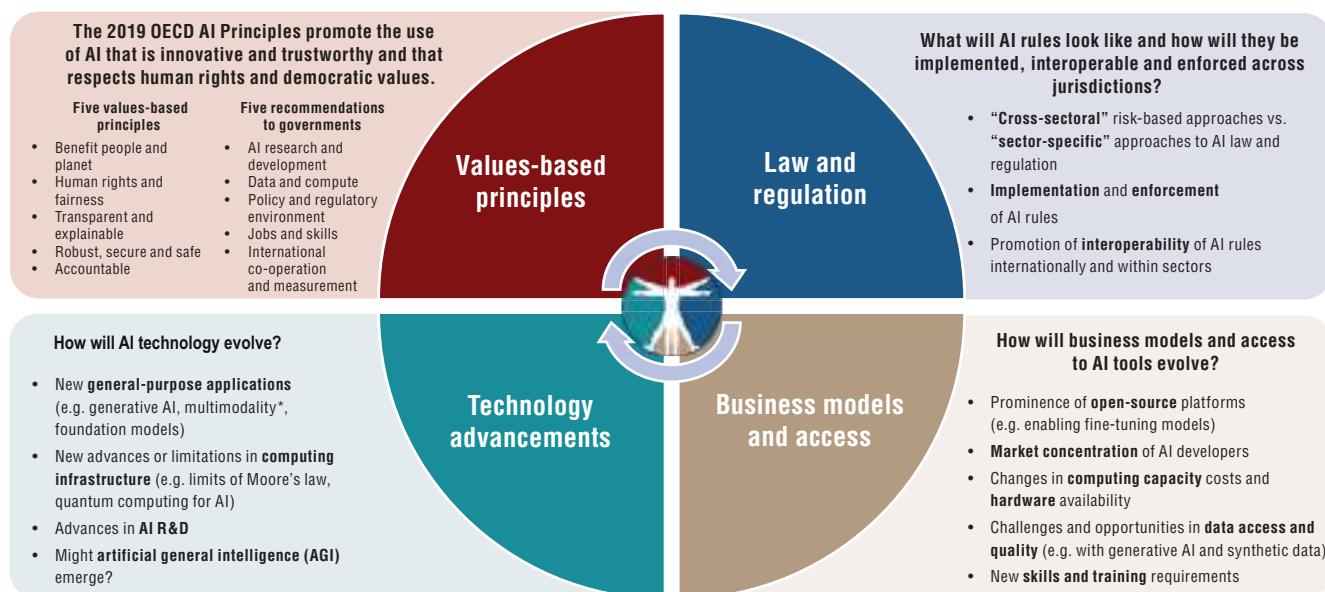 The 2019 OECD AI Principles promote the use
of AI that is innovative and trustworthy and that
respects human rights and democratic values.
Five values-based
principles
• Benefit people and
planet
• Human rights and
fairness
• Transparent and
explainable
• Robust, secure and safe
• Accountable
Five recommendations
to governments
• AI research and
development
• Data and compute
• Policy and regulatory
environment
• Jobs and skills
• International
co-operation
and measurement
Values-based
principles
Law and
regulation
What will AI rules look like and how will they be
implemented, interoperable and enforced across
jurisdictions?
• “Cross-sectoral” risk-based approaches vs.
“sector-specific” approaches to AI law and
regulation
• Implementation and enforcement
of AI rules
• Promotion of interoperability of AI rules
internationally and within sectors
How will AI technology evolve?
• New general-purpose applications
(e.g. generative AI, multimodality*,
foundation models)
• New advances or limitations in computing
infrastructure (e.g. limits of Moore’s law,
quantum computing for AI)
• Advances in AI R&D
• Might artificial general intelligence (AGI)
emerge?
Technology
advancements
Business models
and access
How will business models and access
to AI tools evolve?
• Prominence of open-source platforms
(e.g. enabling fine-tuning models)
• Market concentration of AI developers
• Changes in computing capacity costs and
hardware availability
• Challenges and opportunities in data access and
quality (e.g. with generative AI and synthetic data)
• New skills and training requirements